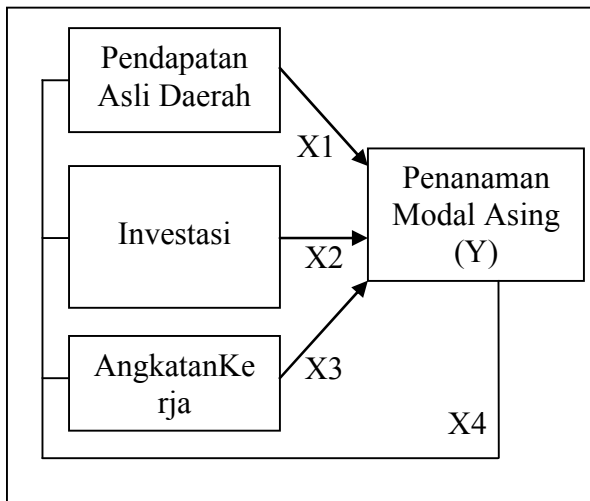 Pendapatan
Asli Daerah
X1
Penanaman
Modal Asing
(Y)
Investasi
X2
AngkatanKe
rja
X3
X4